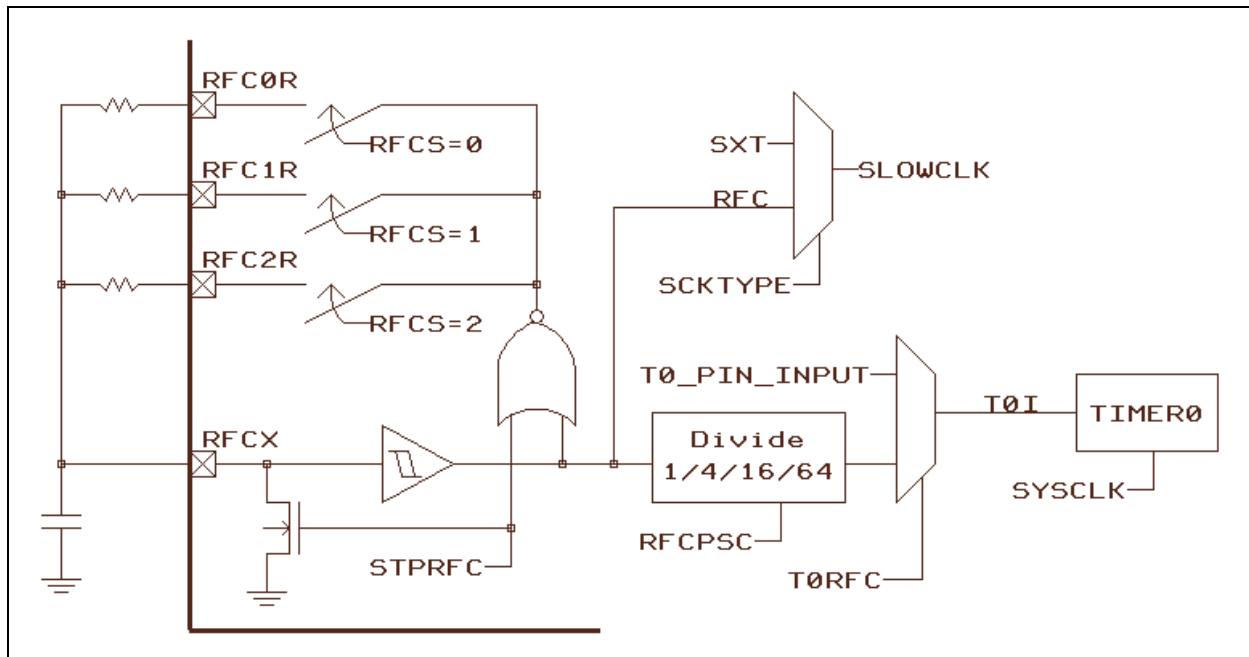 RFC0R
RFCS=0
RFC1R
RFCS=1
RFC2R
RFCS=2
SXT
RFC
SLOWCLK
SCKTYPE
T0_PIN_INPUT
T0I
TIMER0
RFCX
Divide
1/4/16/64
SYSCLK
RFCPSC
STPRFC
T0RFC